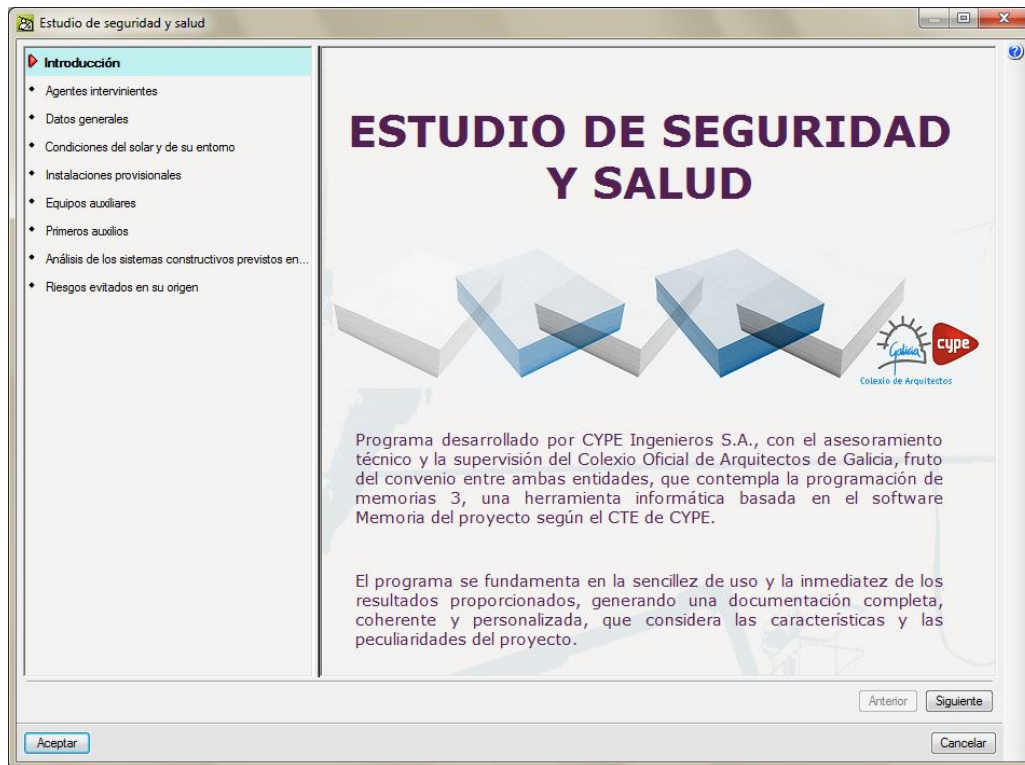 Estudio de seguridad y salud
Introducción
Agentes intervinientes
Datos generales
Condiciones del solar y de su entorno
Instalaciones provisionales
Equipos auxiliares
Primeros auxilios
Análisis de los sistemas constructivos previstos en...
Riesgos evitados en su origen
ESTUDIO DE SEGURIDAD
Y SALUD
Galicia
cype
Colexio de Arquitectos
Programa desarrollado por CYPE Ingenieros S.A., con el asesoramiento
técnico y la supervisión del Colexio Oficial de Arquitectos de Galicia, fruto
del convenio entre ambas entidades, que contempla la programación de
memorias 3, una herramienta informática basada en el software
Memoria del proyecto según el CTE de CYPE.
El programa se fundamenta en la sencillez de uso y la inmediatez de los
resultados proporcionados, generando una documentación completa,
coherente y personalizada, que considera las características y las
peculiaridades del proyecto.
Anterior
Siguiente
Aceptar
Cancelar